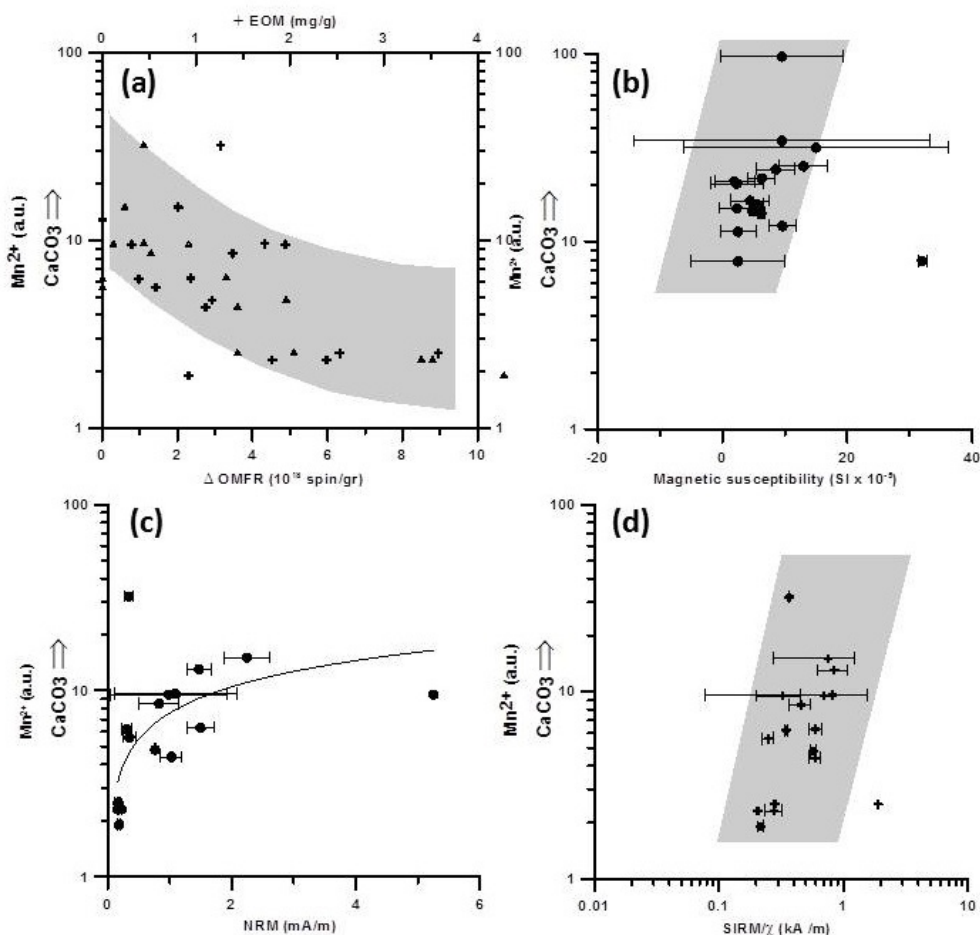 + EOM (mg/g)
0 1 2 3 4
(a)
100
10
1
Mn2+ (a.u.)
CaCO3 ⇒
100
10
1
0 2 4 6 8 10
Δ OMFR (10¹⁸ spin/gr)
(b)
100
10
1
Mn²⁺ (a.u.)
CaCO₃ ⇒
-20 0 20 40
Magnetic susceptibility (SI x 10⁻⁵)
(c)
100
10
1
Mn²⁺ (a.u.)
CaCO3 ⇒
0 2 4 6
NRM (mA/m)
(d)
100
10
1
Mn2+ (a.u.)
CaCO3 ⇒
0.01 0.1 1 10
SIRM/χ (kA /m)